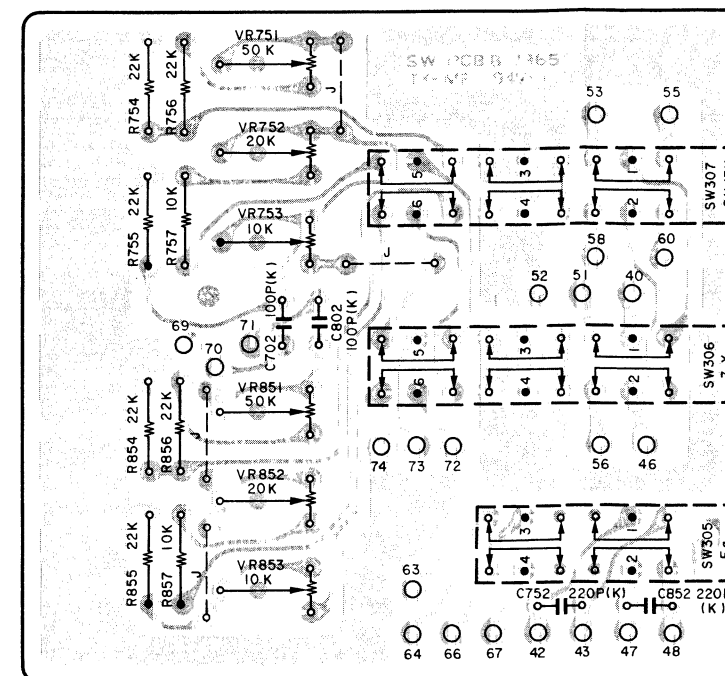 VR751
50 K
22K
22K
R754
R756
J
SW PCB B
53
55
VR752
20K
5
3
1
6
4
2
SW307
22K
10K
R755
R757
VR753
10K
J
58
60
52
51
40
100P(K)
C702
C802
100P(K)
69
71
70
5
3
1
6
4
2
SW306
VR851
50K
22K
22K
R854
R856
J
74
73
72
56
46
VR852
20K
22K
10K
R855
R857
J
VR853
10K
3
1
4
2
SW305
63
C752
220P(K)
C852
(K)
64
66
67
42
43
47
48